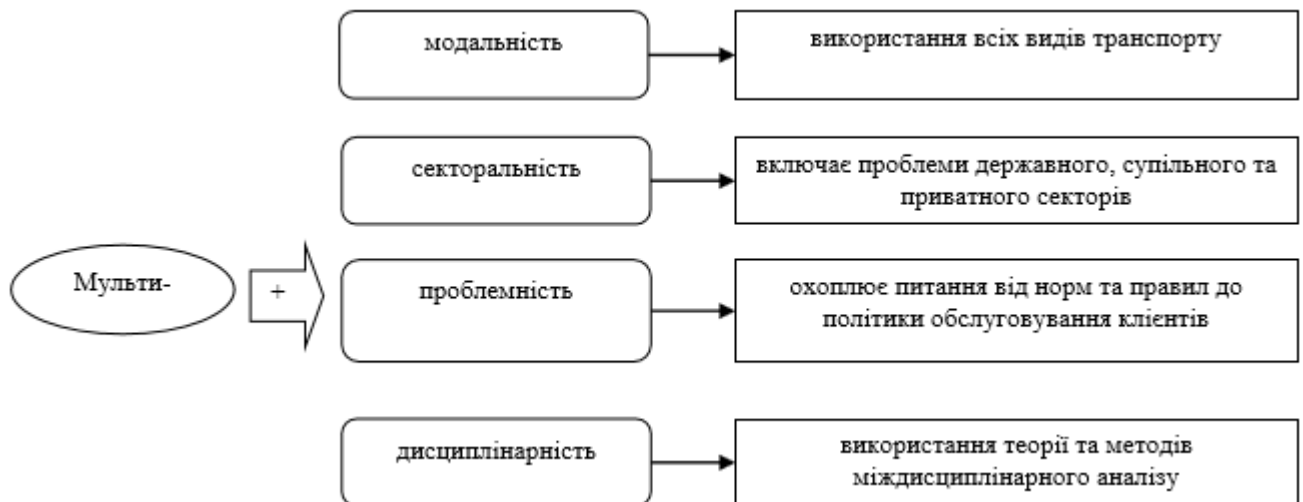 модальність
використання всіх видів транспорту
секторальність
включає проблеми державного, супільного та
приватного секторів
Мульти-
+
проблемність
охоплює питання від норм та правил до
політики обслуговування клієнтів
дисциплінарність
використання теорії та методів
міждисциплінарного аналізу